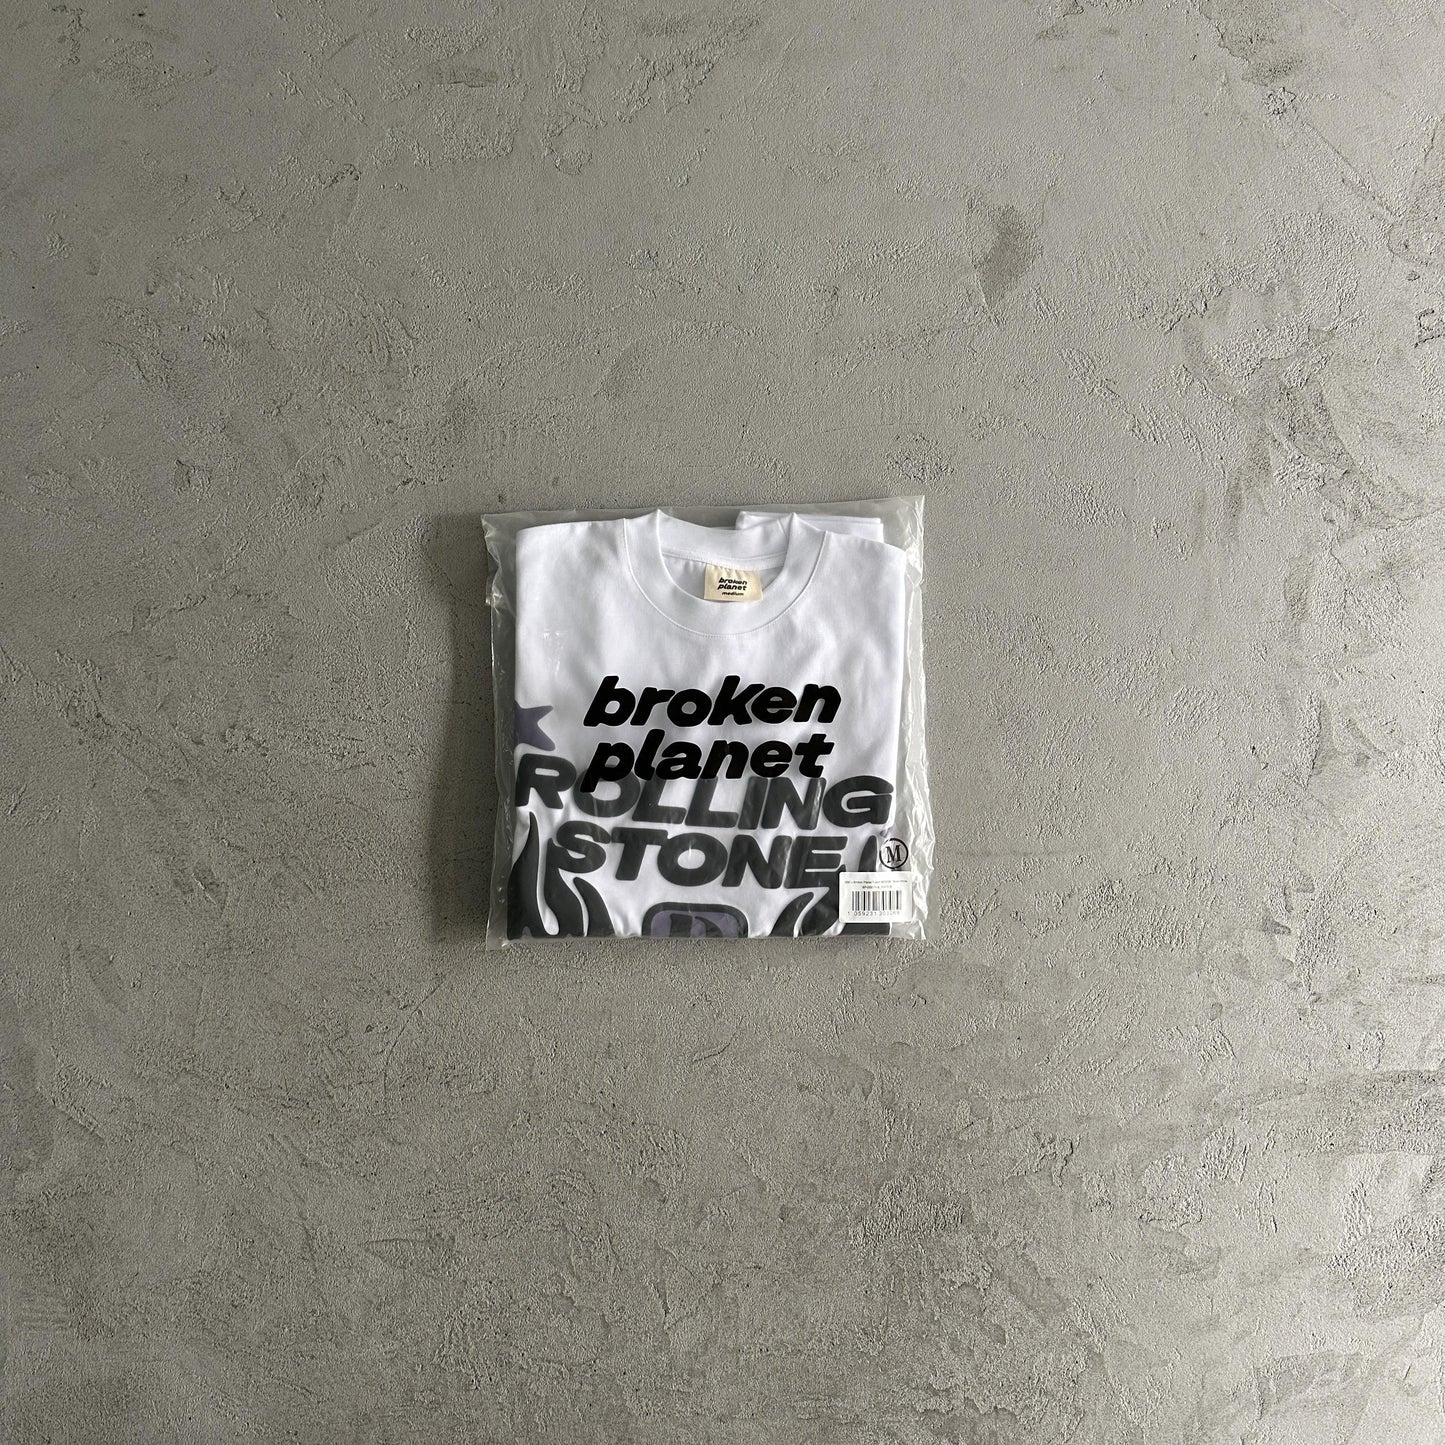 broken
planet
medium
broken
planet
ROLLING
STONE
M